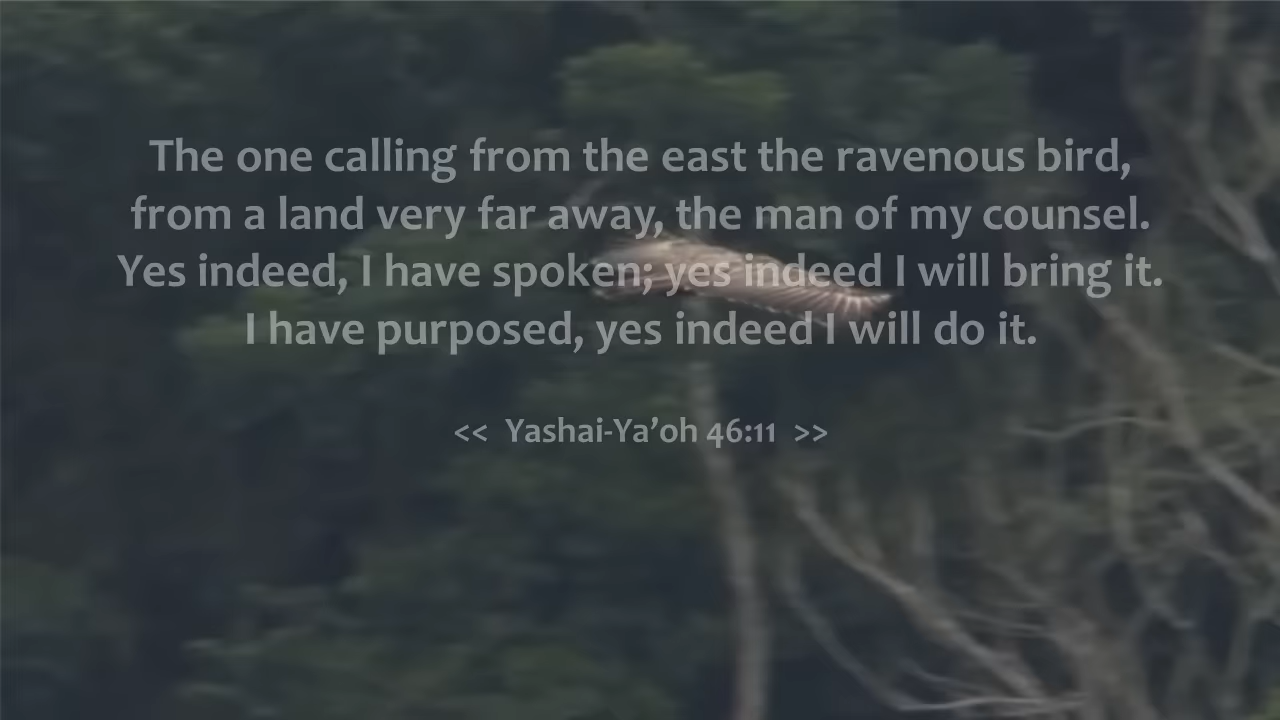 The one calling from the east the ravenous bird,
from a land very far away, the man of my counsel.
Yes indeed, I have spoken; yes indeed I will bring it.
I have purposed, yes indeed I will do it.
<< Yashai-Ya’oh 46:11 >>